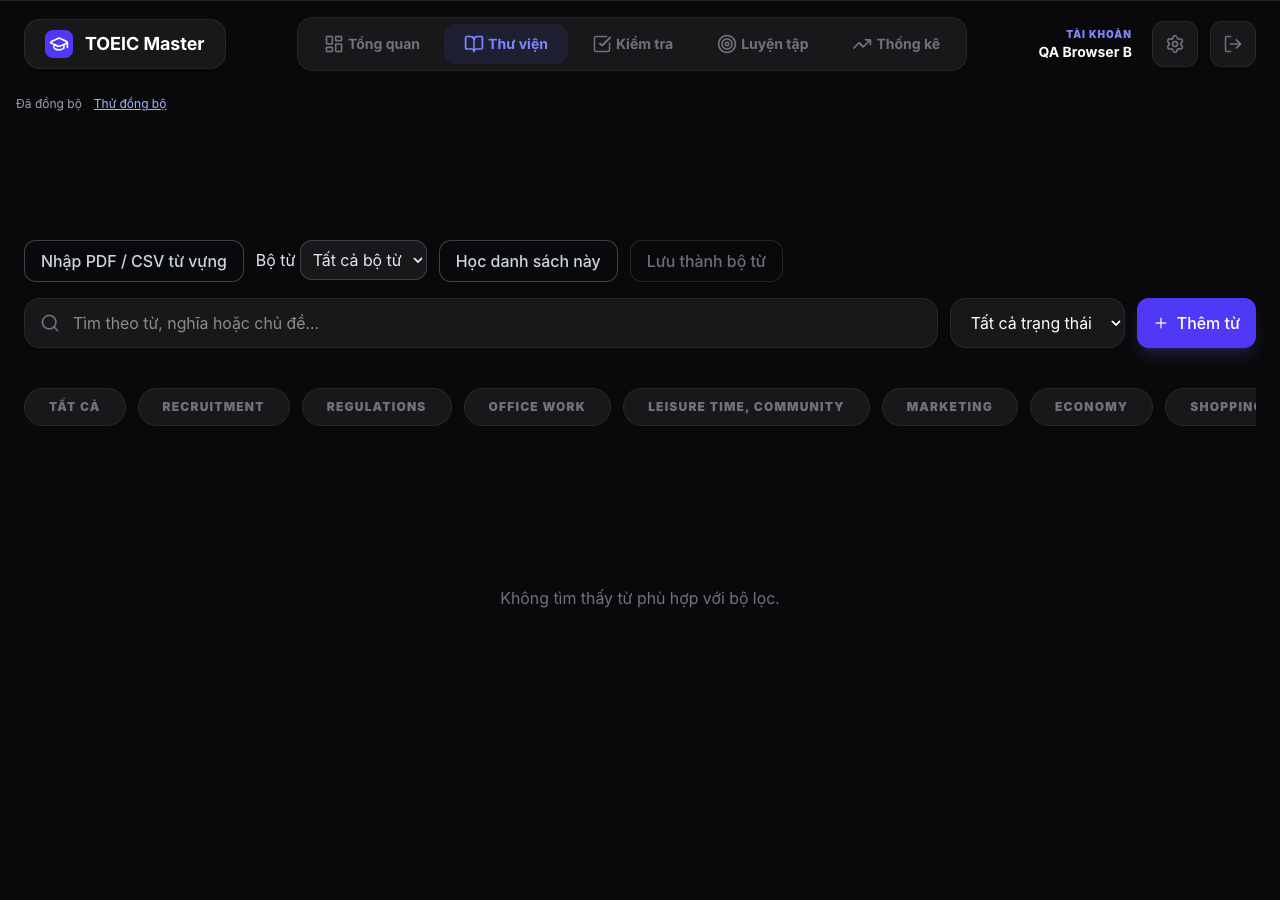 TOEIC Master
Tổng quan
Thư viện
Kiểm tra
Luyện tập
Thống kê
TÀI KHOẢN
QA Browser B
Đã đồng bộ Thử đồng bộ
Nhập PDF / CSV từ vựng Bộ từ Tất cả bộ từ Học danh sách này Lưu thành bộ từ
Tìm theo từ, nghĩa hoặc chủ đề... Tất cả trạng thái + Thêm từ
TẤT CẢ RECRUITMENT REGULATIONS OFFICE WORK LEISURE TIME, COMMUNITY MARKETING ECONOMY SHOPPING
Không tìm thấy từ phù hợp với bộ lọc.